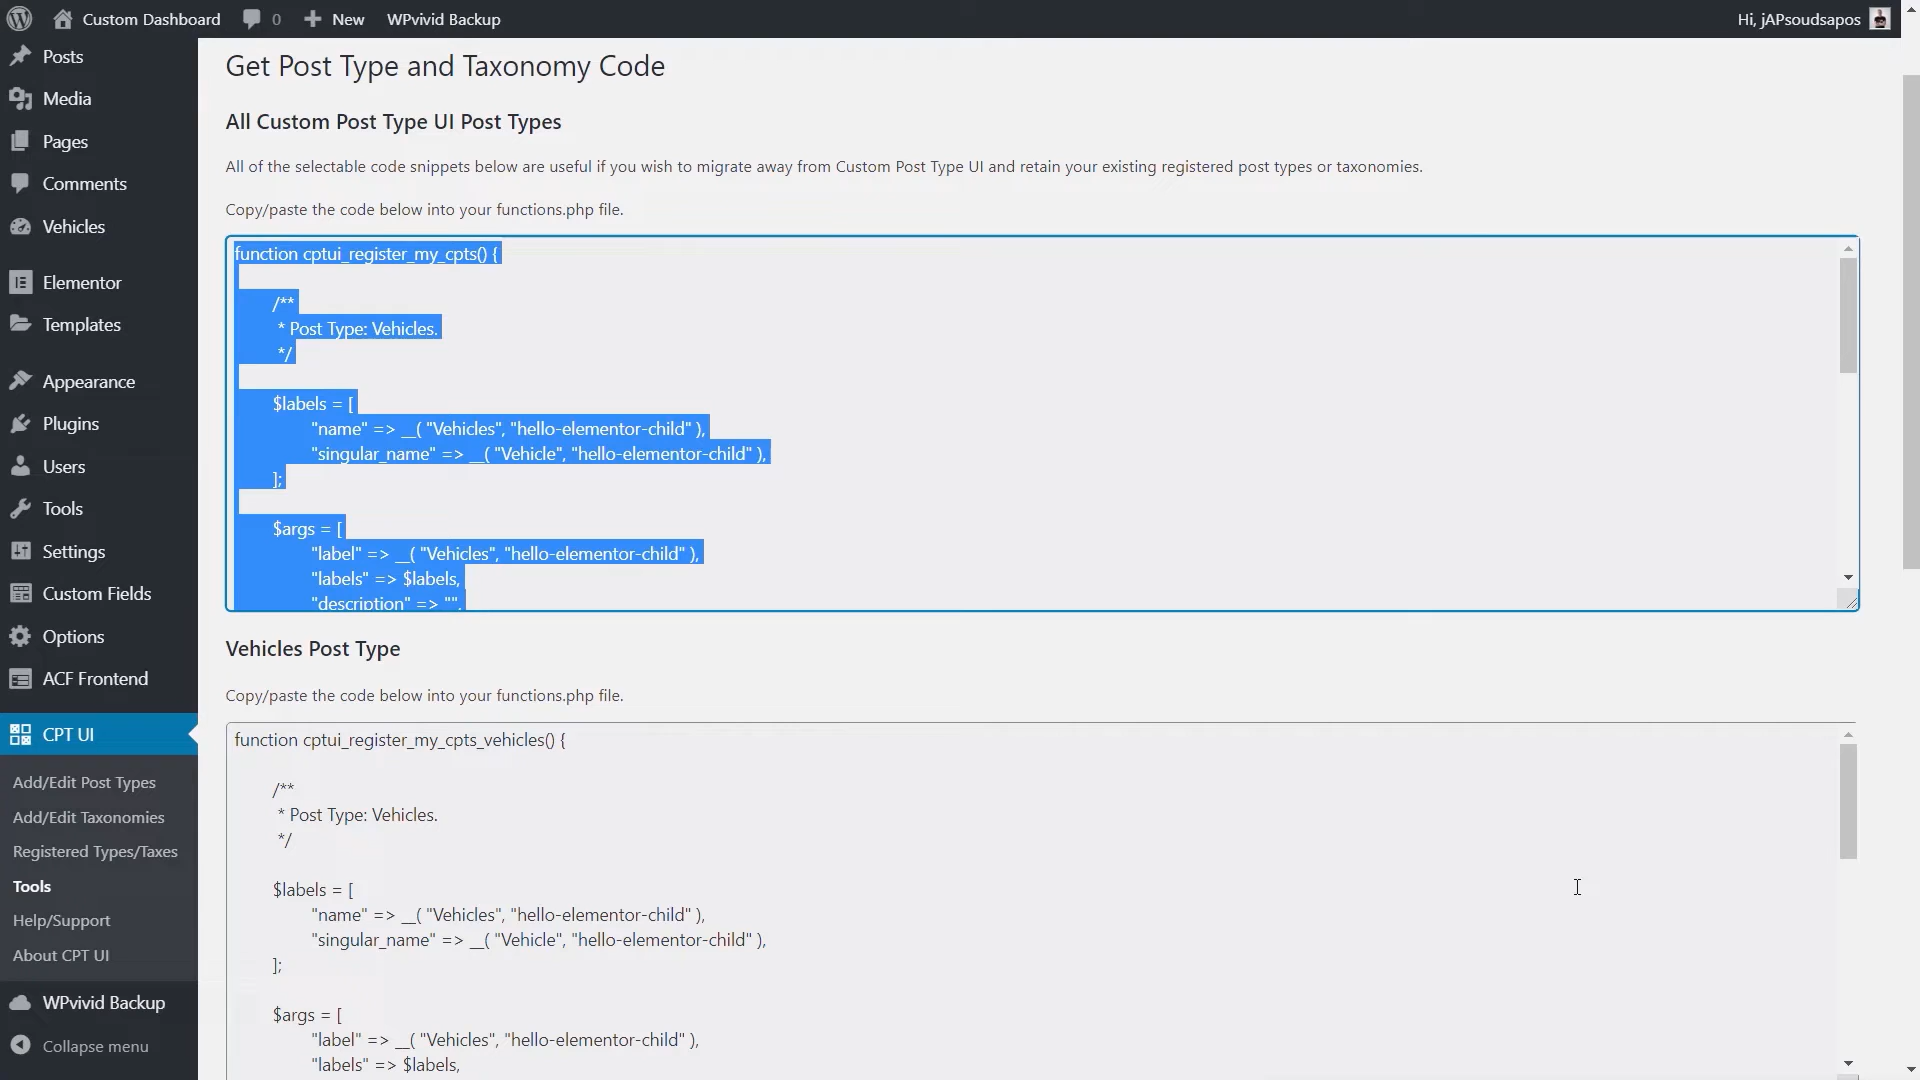 Custom Dashboard
0
New
WPvivid Backup
Hi, jAPsoudsapos
Posts
Media
Pages
Comments
Vehicles
Elementor
Templates
Appearance
Plugins
Users
Tools
Settings
Custom Fields
Options
ACF Frontend
CPT UI
Add/Edit Post Types
Add/Edit Taxonomies
Registered Types/Taxes
Tools
Help/Support
About CPT UI
WPvivid Backup
Collapse menu
Get Post Type and Taxonomy Code
All Custom Post Type UI Post Types
All of the selectable code snippets below are useful if you wish to migrate away from Custom Post Type UI and retain your existing registered post types or taxonomies.
Copy/paste the code below into your functions.php file.
function cptui_register_my_cpts() {
/**
* Post Type: Vehicles.
*/
$labels = [
"name" => __( "Vehicles", "hello-elementor-child" ),
"singular_name" => __( "Vehicle", "hello-elementor-child" ),
];
$args = [
"label" => __( "Vehicles", "hello-elementor-child" ),
"labels" => $labels,
"description" => "",
Vehicles Post Type
Copy/paste the code below into your functions.php file.
function cptui_register_my_cpts_vehicles() {
/**
* Post Type: Vehicles.
*/
$labels = [
"name" => __( "Vehicles", "hello-elementor-child" ),
"singular_name" => __( "Vehicle", "hello-elementor-child" ),
];
$args = [
"label" => __( "Vehicles", "hello-elementor-child" ),
"labels" => $labels,